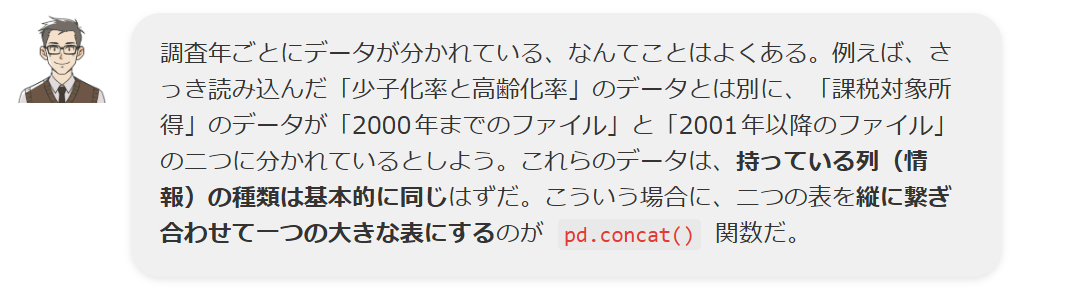 調査年ごとにデータが分かれている、なんてことはよくある。例えば、さ
っき読み込んだ「少子化率と高齢化率」のデータとは別に、「課税対象所
得」のデータが「2000年までのファイル」と「2001年以降のファイル」
の二つに分かれているとしよう。これらのデータは、持っている列（情
報）の種類は基本的に同じはずだ。こういう場合に、二つの表を縦に繋ぎ
合わせて一つの大きな表にするのが pd.concat() 関数だ。